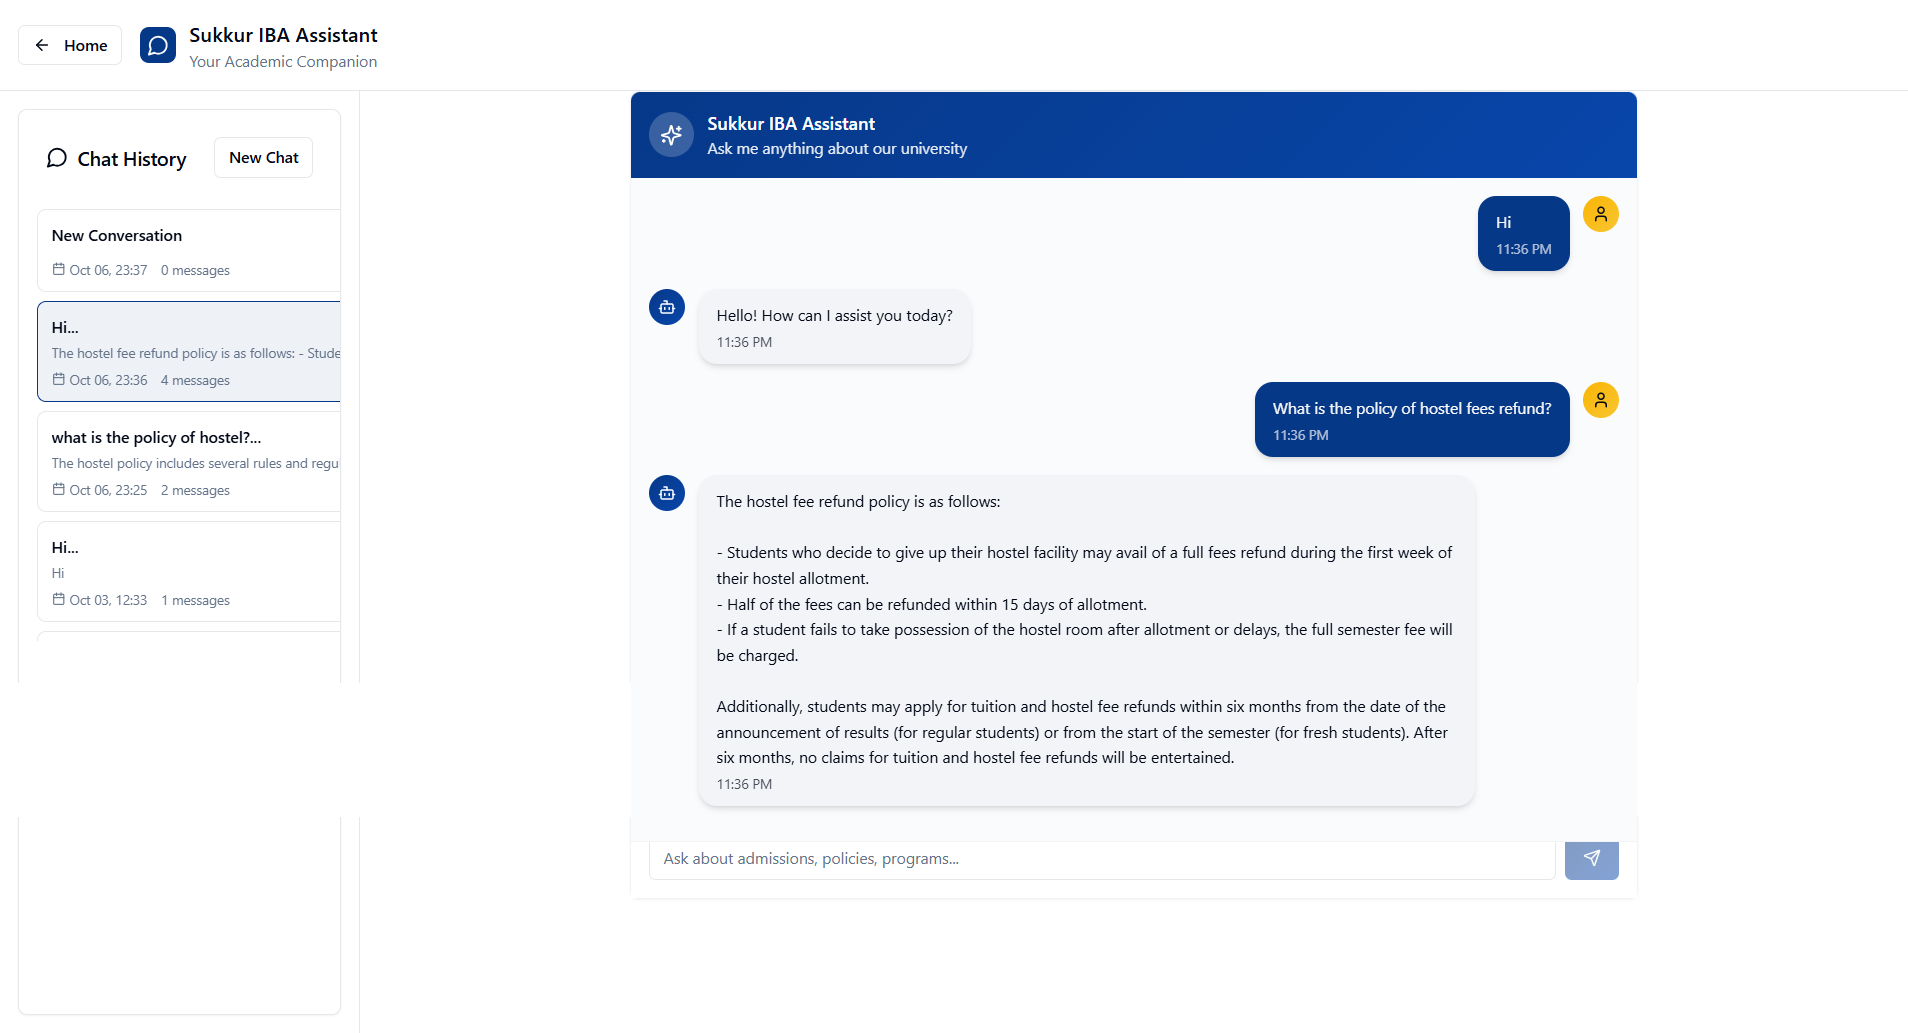 Home
Sukkur IBA Assistant
Your Academic Companion
Chat History
New Chat
New Conversation
Oct 06, 23:37 0 messages
Hi...
The hostel fee refund policy is as follows: - Stude
Oct 06, 23:36 4 messages
what is the policy of hostel?...
The hostel policy includes several rules and regu
Oct 06, 23:25 2 messages
Hi...
Hi
Oct 03, 12:33 1 messages
Sukkur IBA Assistant
Ask me anything about our university
Hi
11:36 PM
Hello! How can I assist you today?
11:36 PM
What is the policy of hostel fees refund?
11:36 PM
The hostel fee refund policy is as follows:
- Students who decide to give up their hostel facility may avail of a full fees refund during the first week of
their hostel allotment.
- Half of the fees can be refunded within 15 days of allotment.
- If a student fails to take possession of the hostel room after allotment or delays, the full semester fee will
be charged.
Additionally, students may apply for tuition and hostel fee refunds within six months from the date of the
announcement of results (for regular students) or from the start of the semester (for fresh students). After
six months, no claims for tuition and hostel fee refunds will be entertained.
11:36 PM
Ask about admissions, policies, programs...